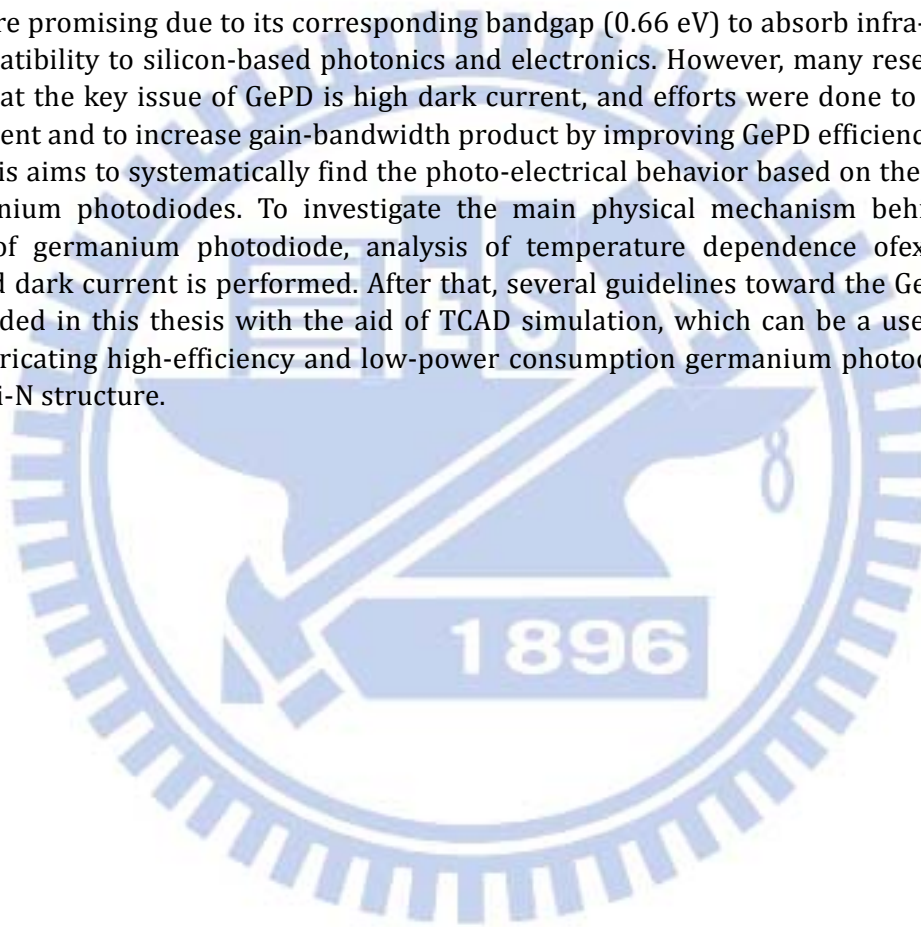 re promising due to its corresponding bandgap (0.66 eV) to absorb infra-
atibility to silicon-based photonics and electronics. However, many rese
at the key issue of GePD is high dark current, and efforts were done to
ent and to increase gain-bandwidth product by improving GePD efficienc
is aims to systematically find the photo-electrical behavior based on the
nium photodiodes. To investigate the main physical mechanism behi
of germanium photodiode, analysis of temperature dependence ofex
d dark current is performed. After that, several guidelines toward the Ge
ded in this thesis with the aid of TCAD simulation, which can be a use
ricating high-efficiency and low-power consumption germanium photoc
i-N structure.
ES
1896